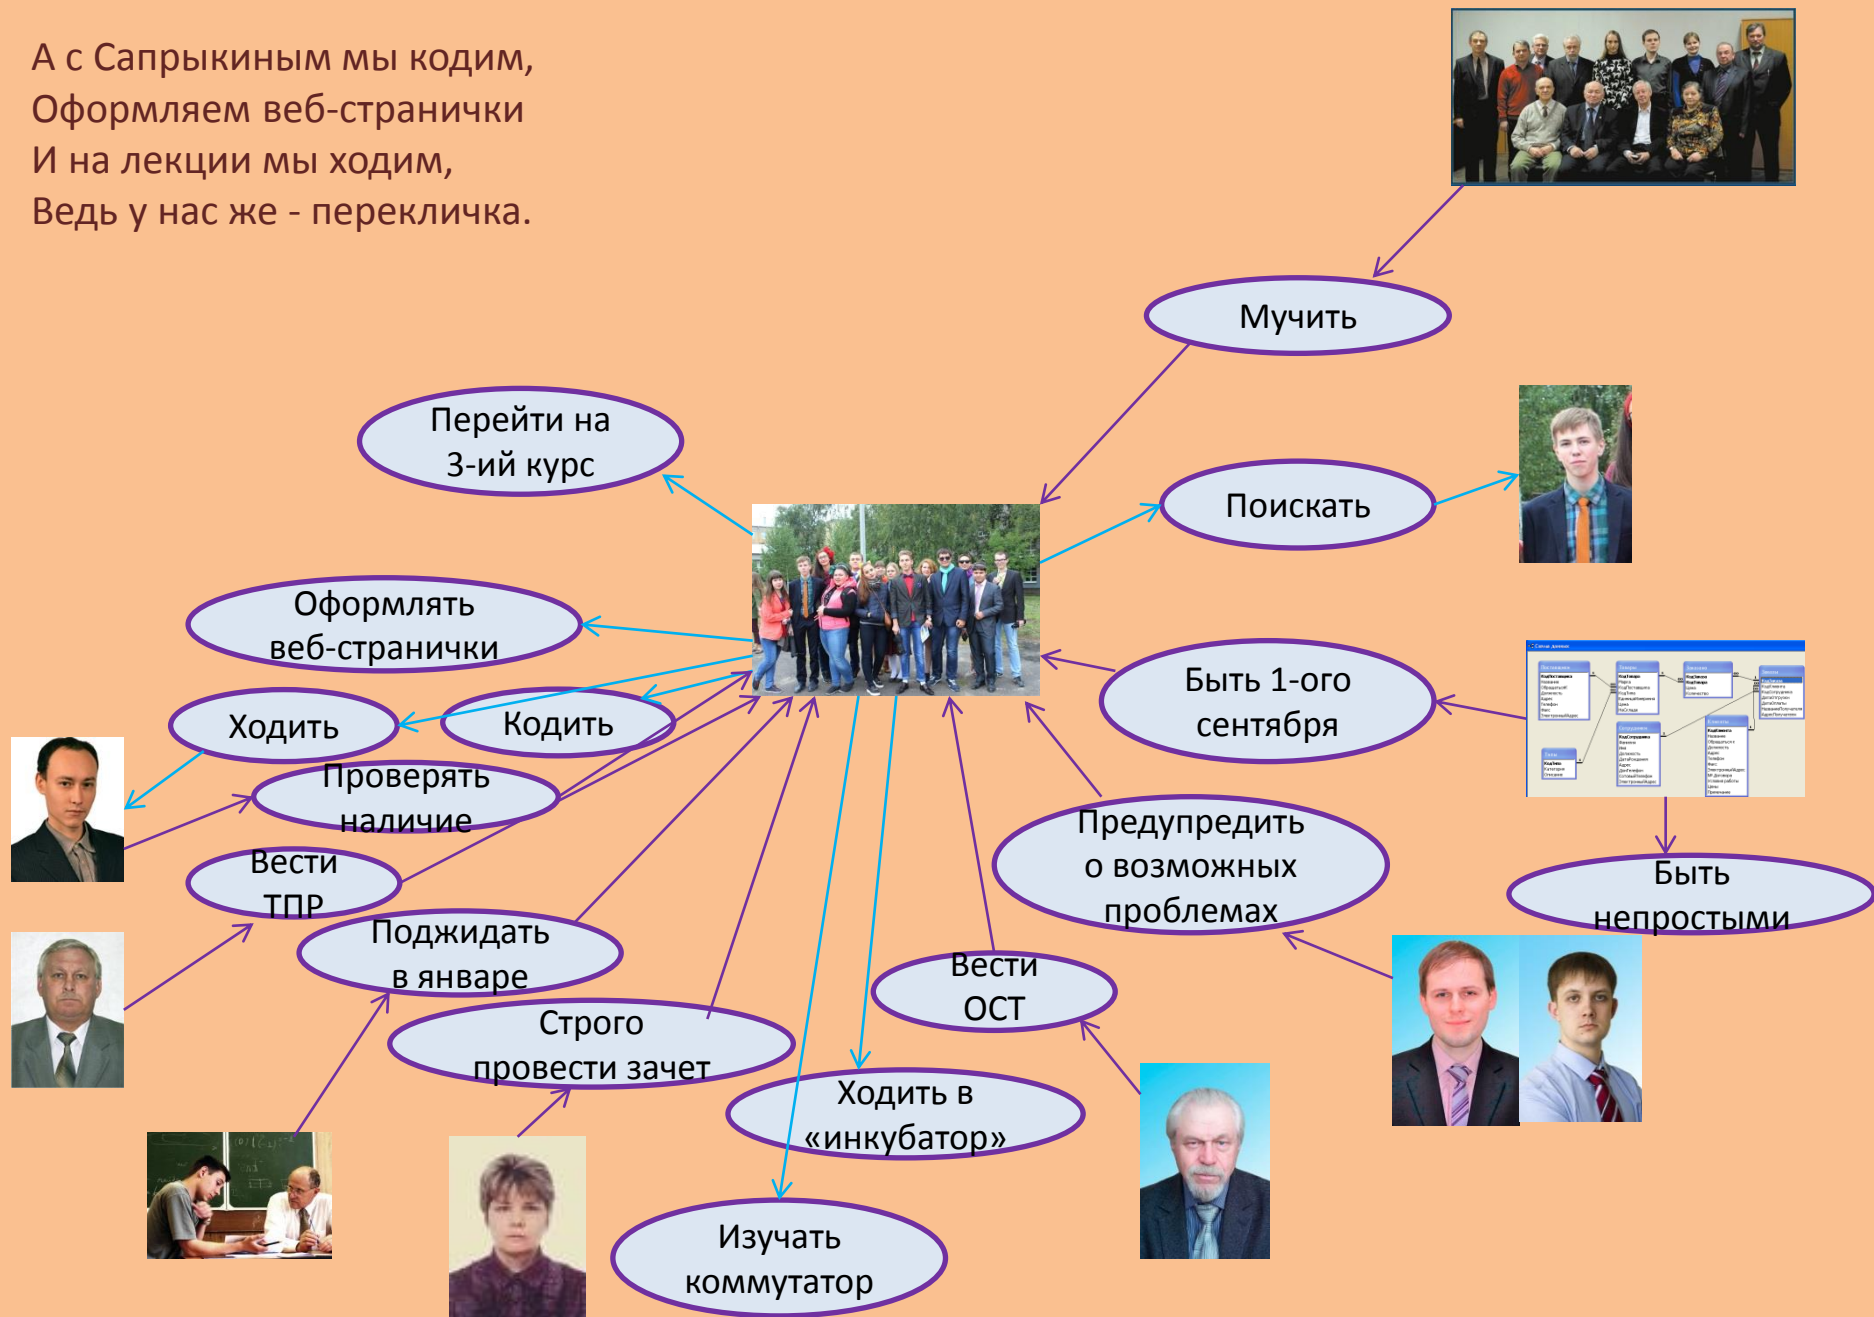 А с Сапрыкиным мы кодим,
Оформляем веб-странички
И на лекции мы ходим,
Ведь у нас же - перекличка.
Мучить
Перейти на
3-ий курс
Поискать
Оформлять
веб-странички
Быть 1-ого
сентября
Ходить
Кодить
Проверять
наличие
Предупредить
о возможных
проблемах
Вести
ТПР
Быть
непростыми
Поджидать
в январе
Вести
ОСТ
Строго
провести зачет
Ходить в
«инкубатор»
Изучать
коммутатор